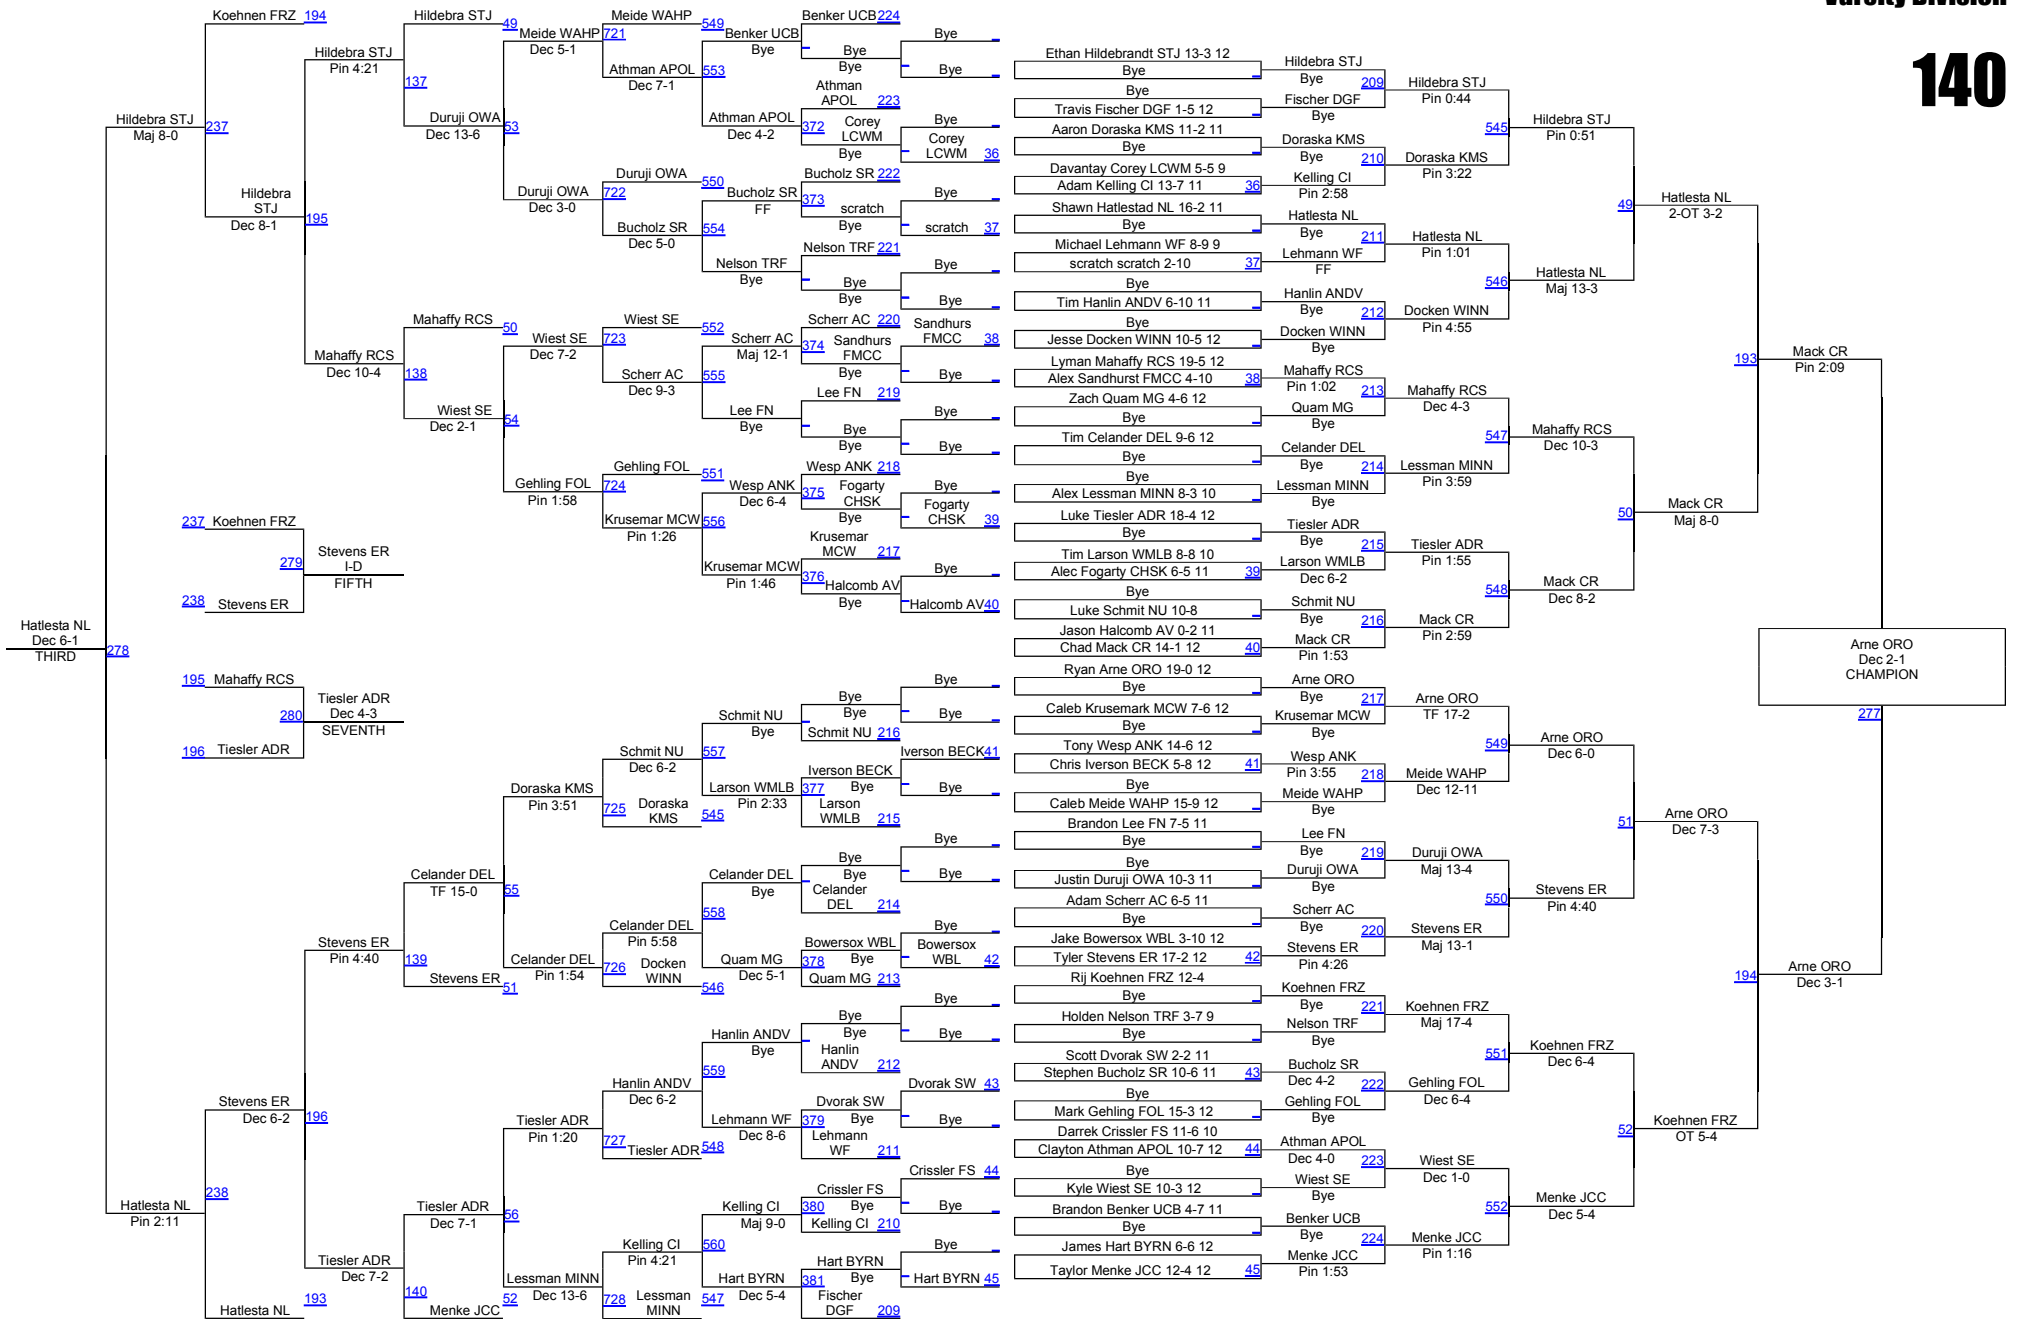 140
Koehnen FRZ 194
Hildebra STJ
Maj 8-0
237
Hildebra STJ
Pin 4:21
Hildebra
STJ
Dec 8-1
195
Mahaffy RCS
Dec 10-4
Hildebra STJ 49
137
Duruji OWA
Dec 13-6
Mahaffy RCS 50
138
Wiest SE
Dec 2-1
Meide WAHP
Dec 5-1
53
Duruji OWA
Dec 3-0
Wiest SE
Dec 7-2
54
Gehling FOL
Pin 1:58
Meide WAHP 549
721
Athman APOL
Dec 7-1
Duruji OWA 550
722
Bucholz SR
Dec 5-0
Wiest SE 552
723
Scherr AC
Dec 9-3
Gehling FOL 551
724
Krusemar MCW
Pin 1:26
Benker UCB
Bye
553
Athman APOL
Dec 4-2
Bucholz SR
FF
554
Nelson TRF
Bye
Scherr AC
Maj 12-1
555
Lee FN
Bye
Wesp ANK
Dec 6-4
556
Krusemar MCW
Pin 1:46
Benker UCB 224
Bye
Bye
Athman
APOL 223
372 Corey
LCWM
Bye
Bucholz SR 222
373
scratch
Bye
Nelson TRF 221
Bye
Bye
Scherr AC 220
374 Sandhurs
FMCC
Bye
Lee FN 219
Bye
Bye
Wesp ANK 218
375 Fogarty
CHSK
Bye
Krusemar
MCW 217
376 Halcomb AV
Bye
Bye
Bye
Bye
Corey
LCWM 36
Bye
scratch 37
Bye
Bye
Sandhurs
FMCC 38
Bye
Bye
Bye
Bye
Fogarty
CHSK 39
Bye
Halcomb AV 40
237 Koehnen FRZ
279
Stevens ER
I-D
FIFTH
238 Stevens ER
Hatlesta NL
Dec 6-1
THIRD
278
195 Mahaffy RCS
280
Tiesler ADR
Dec 4-3
SEVENTH
196 Tiesler ADR
Stevens ER
Dec 6-2
238
Hatlesta NL
Pin 2:11
Hatlesta NL 193
Stevens ER
Pin 4:40
196
Tiesler ADR
Dec 7-2
Celander DEL
TF 15-0
139
Stevens ER 51
Tiesler ADR
Dec 7-1
140
Menke JCC 52
Doraska KMS
Pin 3:51
55
Celander DEL
Pin 1:54
Tiesler ADR
Pin 1:20
56
Lessman MINN
Dec 13-6
Schmit NU
Dec 6-2
725 Doraska
KMS 545
Celander DEL
Pin 5:58
726 Docken
WINN 546
Hanlin ANDV
Dec 6-2
727
Tiesler ADR 548
Kelling CI
Pin 4:21
728 Lessman
MINN 547
Schmit NU
Bye
557
Larson WMLB
Pin 2:33
Celander DEL
Bye
558
Quam MG
Dec 5-1
Hanlin ANDV
Bye
559
Lehmann WF
Dec 8-6
Kelling CI
Maj 9-0
560
Hart BYRN
Dec 5-4
Bye
Bye
Schmit NU 216
Iverson BECK
377 Bye
Larson
WMLB 215
Bye
Bye
Celander
DEL 214
Bowersox WBL
378 Bye
Quam MG 213
Bye
Bye
Hanlin
ANDV 212
Dvorak SW
379 Bye
Lehmann
WF 211
Crissler FS
380 Bye
Kelling CI 210
Hart BYRN
381 Bye
Fischer
DGF 209
Bye
Bye
Iverson BECK 41
Bye
Bye
Bye
Bye
Bowersox
WBL 42
Bye
Bye
Dvorak SW 43
Bye
Crissler FS 44
Bye
Bye
Hart BYRN 45
Ethan Hildebrandt STJ 13-3 12
Bye
Bye
Travis Fischer DGF 1-5 12
Aaron Doraska KMS 11-2 11
Bye
Davantay Corey LCWM 5-5 9
Adam Kelling CI 13-7 11 36
Shawn Hatlestad NL 16-2 11
Bye
Michael Lehmann WF 8-9 9
scratch scratch 2-10 37
Bye
Tim Hanlin ANDV 6-10 11
Bye
Jesse Docken WINN 10-5 12
Lyman Mahaffy RCS 19-5 12
Alex Sandhurst FMCC 4-10 38
Zach Quam MG 4-6 12
Bye
Tim Celander DEL 9-6 12
Bye
Bye
Alex Lessman MINN 8-3 10
Luke Tiesler ADR 18-4 12
Bye
Tim Larson WMLB 8-8 10
Alec Fogarty CHSK 6-5 11 39
Bye
Luke Schmit NU 10-8
Jason Halcomb AV 0-2 11
Chad Mack CR 14-1 12 40
Ryan Arne ORO 19-0 12
Bye
Caleb Krusemark MCW 7-6 12
Bye
Tony Wesp ANK 14-6 12
Chris Iverson BECK 5-8 12 41
Bye
Caleb Meide WAHP 15-9 12
Brandon Lee FN 7-5 11
Bye
Bye
Justin Duruji OWA 10-3 11
Adam Scherr AC 6-5 11
Bye
Jake Bowersox WBL 3-10 12
Tyler Stevens ER 17-2 12 42
Rij Koehnen FRZ 12-4
Bye
Holden Nelson TRF 3-7 9
Bye
Scott Dvorak SW 2-2 11
Stephen Bucholz SR 10-6 11 43
Bye
Mark Gehling FOL 15-3 12
Darrek Crissler FS 11-6 10
Clayton Athman APOL 10-7 12 44
Bye
Kyle Wiest SE 10-3 12
Brandon Benker UCB 4-7 11
Bye
James Hart BYRN 6-6 12
Taylor Menke JCC 12-4 12 45
Hildebra STJ
Bye 209
Fischer DGF
Bye
Doraska KMS
Bye 210
Kelling CI
Pin 2:58
Hatlesta NL
Bye 211
Lehmann WF
FF
Hanlin ANDV
Bye 212
Docken WINN
Bye
Mahaffy RCS
Pin 1:02 213
Quam MG
Bye
Celander DEL
Bye 214
Lessman MINN
Bye
Tiesler ADR
Bye 215
Larson WMLB
Dec 6-2
Schmit NU
Bye 216
Mack CR
Pin 1:53
Arne ORO
Bye 217
Krusemar MCW
Bye
Wesp ANK
Pin 3:55 218
Meide WAHP
Bye
Lee FN
Bye 219
Duruji OWA
Bye
Scherr AC
Bye 220
Stevens ER
Pin 4:26
Koehnen FRZ
Bye 221
Nelson TRF
Bye
Bucholz SR
Dec 4-2 222
Gehling FOL
Bye
Athman APOL
Dec 4-0 223
Wiest SE
Bye
Benker UCB
Bye 224
Menke JCC
Pin 1:53
Hildebra STJ
Pin 0:44
545
Doraska KMS
Pin 3:22
Hatlesta NL
Pin 1:01
546
Docken WINN
Pin 4:55
Mahaffy RCS
Dec 4-3
547
Lessman MINN
Pin 3:59
Tiesler ADR
Pin 1:55
548
Mack CR
Pin 2:59
Arne ORO
TF 17-2
549
Meide WAHP
Dec 12-11
Duruji OWA
Maj 13-4
550
Stevens ER
Maj 13-1
Koehnen FRZ
Maj 17-4
551
Gehling FOL
Dec 6-4
Wiest SE
Dec 1-0
552
Menke JCC
Pin 1:16
Hildebra STJ
Pin 0:51
49
Hatlesta NL
Maj 13-3
Mahaffy RCS
Dec 10-3
50
Mack CR
Dec 8-2
Arne ORO
Dec 6-0
51
Stevens ER
Pin 4:40
Koehnen FRZ
Dec 6-4
52
Menke JCC
Dec 5-4
Hatlesta NL
2-OT 3-2
193
Mack CR
Maj 8-0
Arne ORO
Dec 7-3
194
Koehnen FRZ
OT 5-4
Mack CR
Pin 2:09
Arne ORO
Dec 3-1
Arne ORO
Dec 2-1
CHAMPION
277